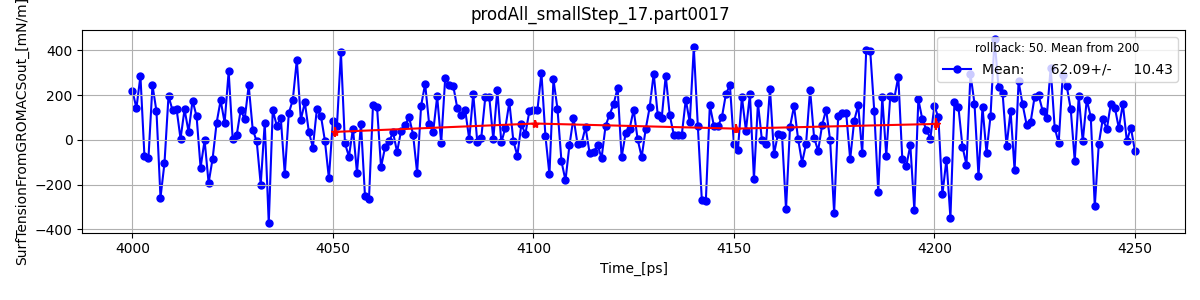 prodAll_smallStep_17.part0017
SurfTensionFromGROMACSout_[mN/m]
400
200
0
−200
−400
rollback: 50. Mean from 200
Mean: 62.09+/- 10.43
4000 4050 4100 4150 4200 4250
Time_[ps]